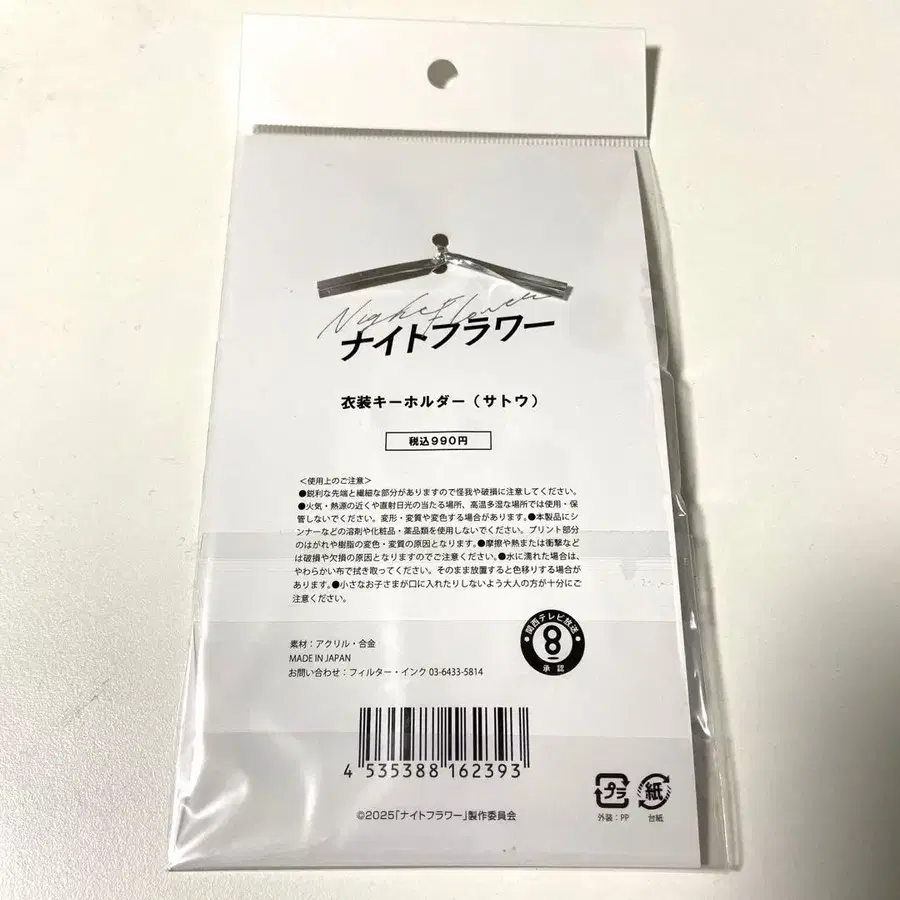 Night Flower
ナイトフラワー
衣装キーホルダー（サトウ）
税込990円
＜使用上のご注意＞
●鋭利な先端と繊細な部分がありますので怪我や破損に注意してください。
●火気・熱源の近くや直射日光の当たる場所、高温多湿な場所では使用・保
管しないでください。変形・変質や変色する場合があります。●本製品にシ
ンナーなどの溶剤や化粧品・薬品類を使用しないでください。プリント部分
のはがれや樹脂の変色・変質の原因となります。●摩擦や熱または衝撃など
は破損や欠損の原因となりますのでご注意ください。●水に濡れた場合は、
やわらかい布で拭き取ってください。そのまま放置すると色移りする場合が
あります。●小さなお子さまが口に入れたりしないよう大人の方が十分にご
注意ください。
関西テレビ放送
8
承認
素材：アクリル・合金
MADE IN JAPAN
お問い合わせ：フィルター・インク 03-6433-5814
4 535388 162393
プラ
紙
外装：PP
台紙
©2025「ナイトフラワー」製作委員会